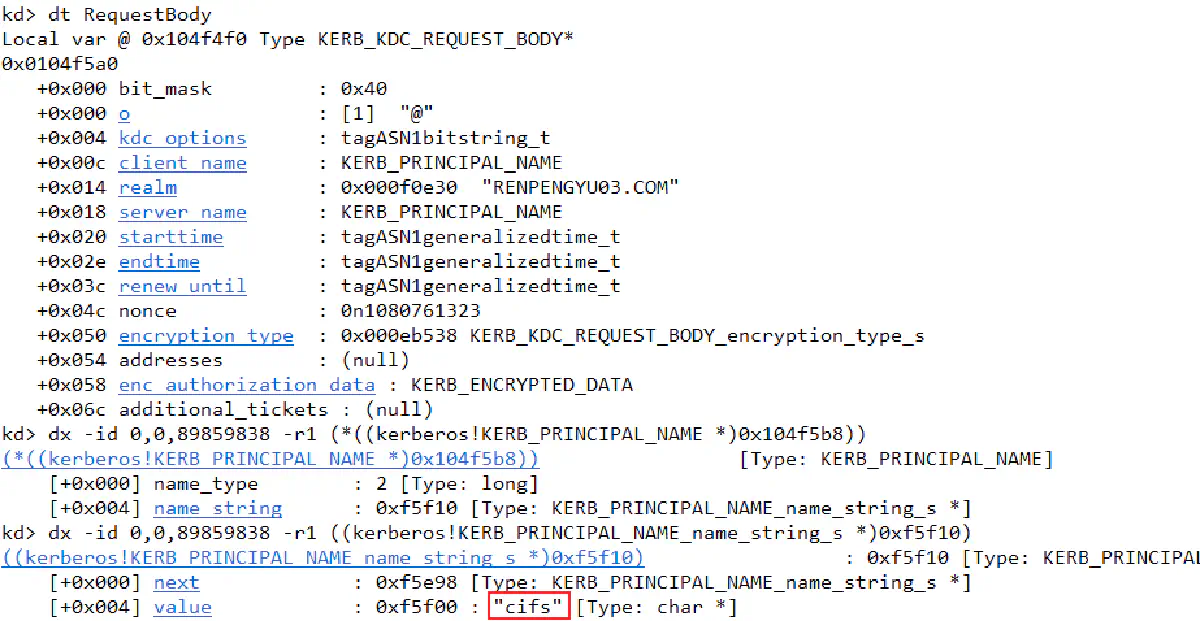 kd> dt RequestBody
Local var @ 0x104f4f0 Type KERB_KDC_REQUEST_BODY*
0x0104f5a0
   +0x000 bit_mask         : 0x40
   +0x000 o                : [1]  "@"
   +0x004 kdc_options      : tagASN1bitstring_t
   +0x00c client_name      : KERB_PRINCIPAL_NAME
   +0x014 realm            : 0x000f0e30  "RENPENGYU03.COM"
   +0x018 server_name      : KERB_PRINCIPAL_NAME
   +0x020 starttime        : tagASN1generalizedtime_t
   +0x02e endtime          : tagASN1generalizedtime_t
   +0x03c renew_until      : tagASN1generalizedtime_t
   +0x04c nonce            : 0n1080761323
   +0x050 encryption_type  : 0x000eb538 KERB_KDC_REQUEST_BODY_encryption_type_s
   +0x054 addresses        : (null)
   +0x058 enc_authorization_data : KERB_ENCRYPTED_DATA
   +0x06c additional_tickets : (null)
kd> dx -id 0,0,89859838 -r1 (*((kerberos!KERB_PRINCIPAL_NAME *)0x104f5b8))
(*((kerberos!KERB_PRINCIPAL_NAME *)0x104f5b8))                 [Type: KERB_PRINCIPAL_NAME]
    [+0x000] name_type        : 2 [Type: long]
    [+0x004] name_string      : 0xf5f10 [Type: KERB_PRINCIPAL_NAME_name_string_s *]
kd> dx -id 0,0,89859838 -r1 ((kerberos!KERB_PRINCIPAL_NAME_name_string_s *)0xf5f10)
((kerberos!KERB_PRINCIPAL_NAME_name_string_s *)0xf5f10)                 : 0xf5f10 [Type: KERB_PRINCIPAL
    [+0x000] next             : 0xf5e98 [Type: KERB_PRINCIPAL_NAME_name_string_s *]
    [+0x004] value            : 0xf5f00 : "cifs" [Type: char *]